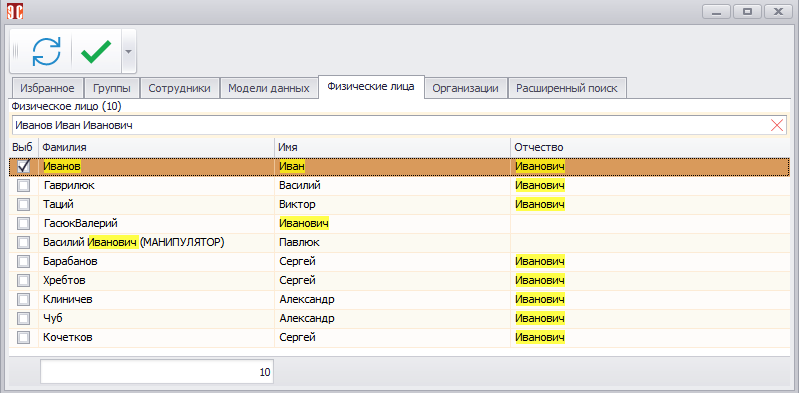 Избранное Группы Сотрудники Модели данных Физические лица Организации Расширенный поиск
Физическое лицо (10)
Иванов Иван Иванович
Выб Фамилия Имя Отчество
Иванов Иван Иванович
Гаврилюк Василий Иванович
Таций Виктор Иванович
ГасюкВалерий Иванович
Василий Иванович (МАНИПУЛЯТОР) Павлюк
Барабанов Сергей Иванович
Хребтов Сергей Иванович
Клиничев Александр Иванович
Чуб Александр Иванович
Кочетков Сергей Иванович
10